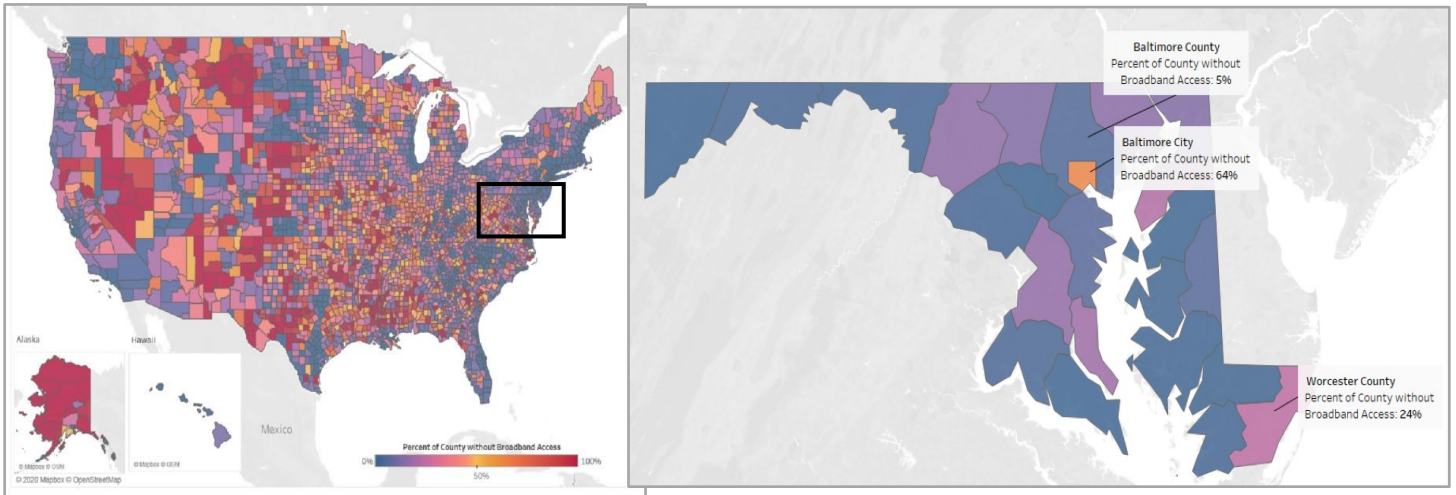 Alaska
Hawaii
© Mapbox © OSM
© Mapbox © OSM
© 2020 Mapbox © OpenStreetMap
Mexico
Percent of County without Broadband Access
0%
50%
100%
Baltimore County
Percent of County without
Broadband Access: 5%
Baltimore City
Percent of County without
Broadband Access: 64%
Worcester County
Percent of County without
Broadband Access: 24%